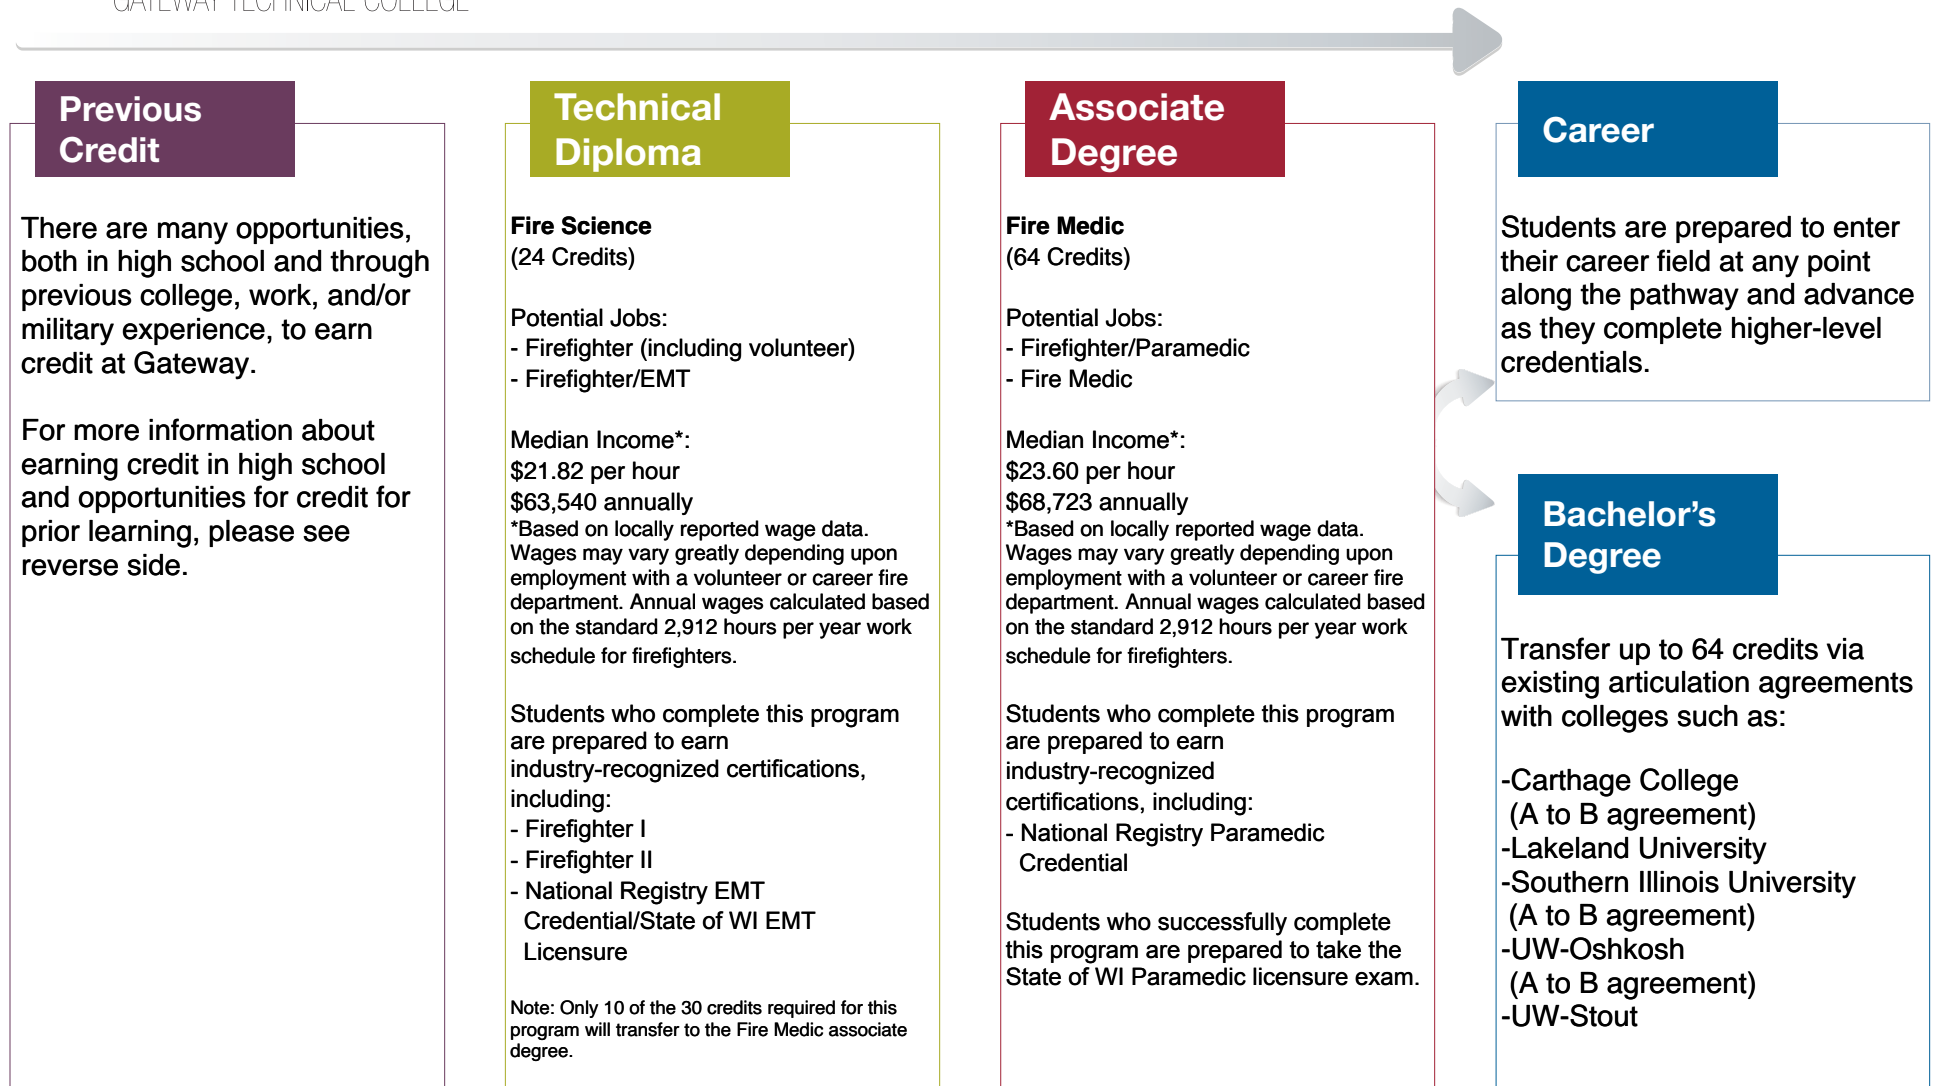 GATEWAY TECHNICAL COLLEGE
Previous
Credit
There are many opportunities,
both in high school and through
previous college, work, and/or
military experience, to earn
credit at Gateway.
For more information about
earning credit in high school
and opportunities for credit for
prior learning, please see
reverse side.
Technical
Diploma
Fire Science
(24 Credits)
Potential Jobs:
- Firefighter (including volunteer)
- Firefighter/EMT
Median Income*:
$21.82 per hour
$63,540 annually
*Based on locally reported wage data.
Wages may vary greatly depending upon
employment with a volunteer or career fire
department. Annual wages calculated based
on the standard 2,912 hours per year work
schedule for firefighters.
Students who complete this program
are prepared to earn
industry-recognized certifications,
including:
- Firefighter I
- Firefighter II
- National Registry EMT
Credential/State of WI EMT
Licensure
Note: Only 10 of the 30 credits required for this
program will transfer to the Fire Medic associate
degree.
Associate
Degree
Fire Medic
(64 Credits)
Potential Jobs:
- Firefighter/Paramedic
- Fire Medic
Median Income*:
$23.60 per hour
$68,723 annually
*Based on locally reported wage data.
Wages may vary greatly depending upon
employment with a volunteer or career fire
department. Annual wages calculated based
on the standard 2,912 hours per year work
schedule for firefighters.
Students who complete this program
are prepared to earn
industry-recognized
certifications, including:
- National Registry Paramedic
Credential
Students who successfully complete
this program are prepared to take the
State of WI Paramedic licensure exam.
Career
Students are prepared to enter
their career field at any point
along the pathway and advance
as they complete higher-level
credentials.
Bachelor's
Degree
Transfer up to 64 credits via
existing articulation agreements
with colleges such as:
-Carthage College
(A to B agreement)
-Lakeland University
-Southern Illinois University
(A to B agreement)
-UW-Oshkosh
(A to B agreement)
-UW-Stout